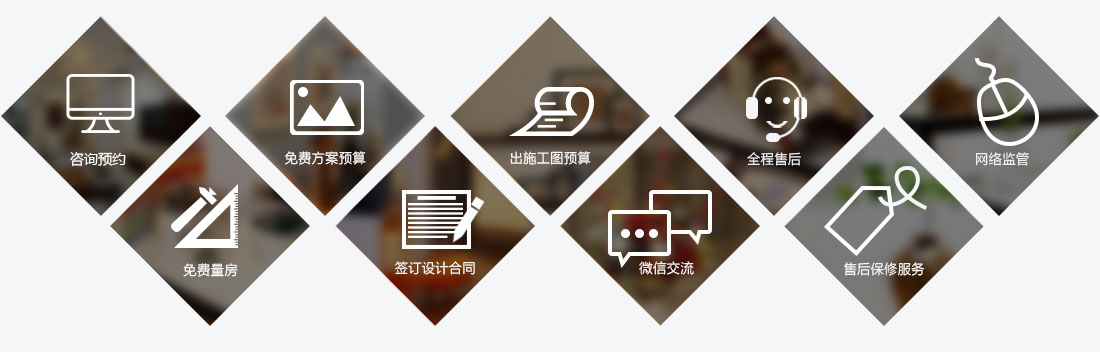 咨询预约
免费量房
免费方案预算
签订设计合同
出施工图预算
微信交流
全程售后
售后保修服务
网络监管